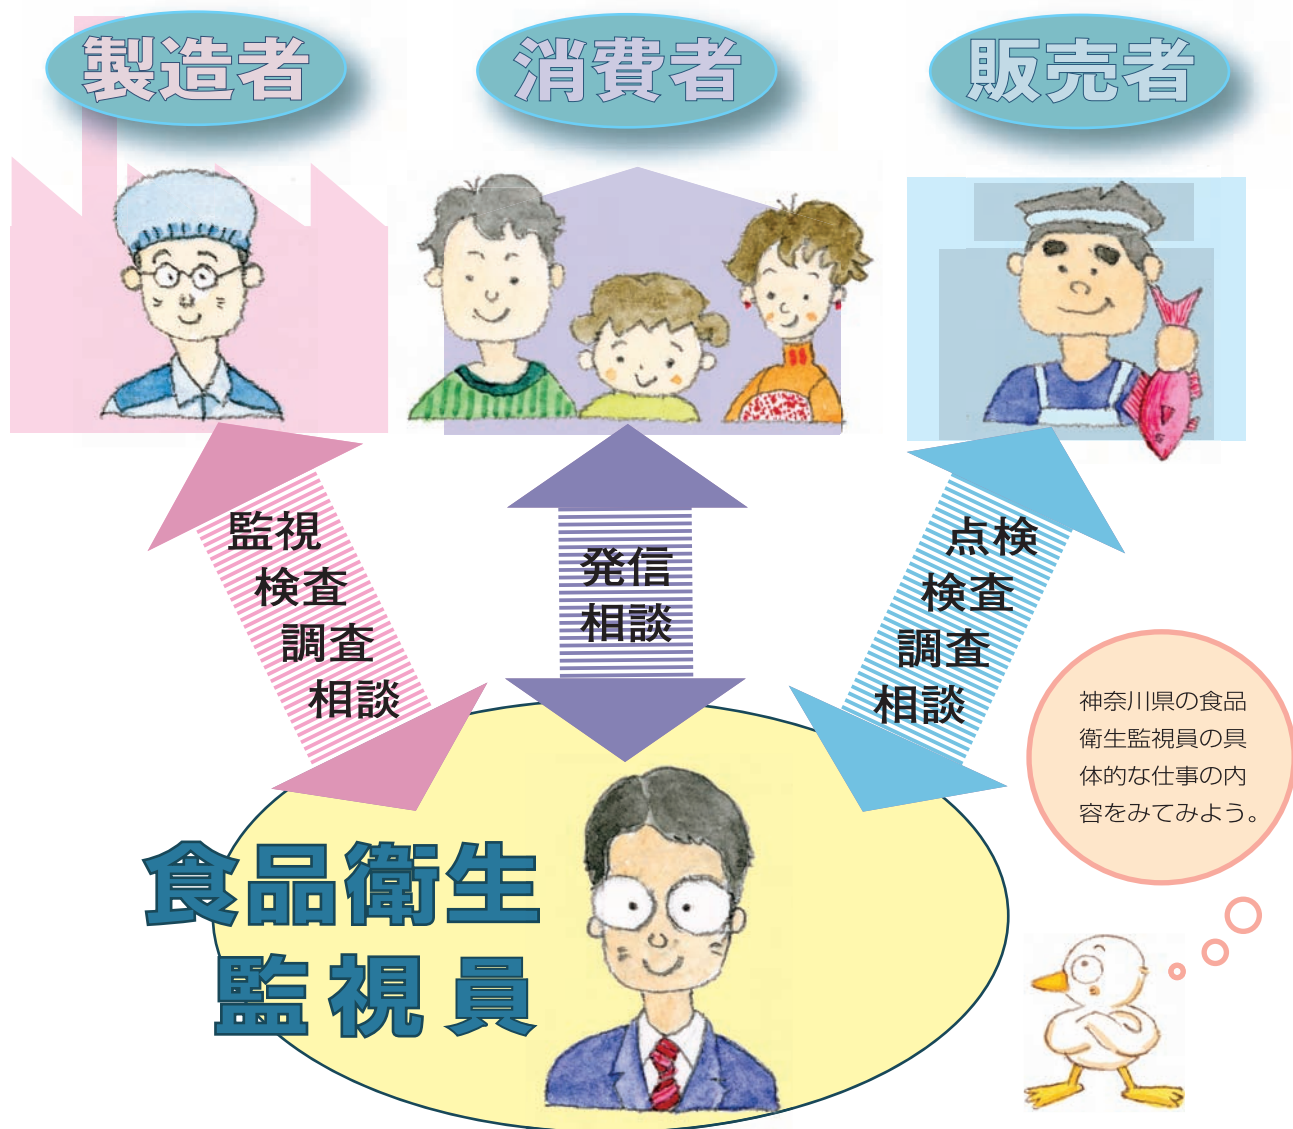 製造者
消費者
販売者
監視
検査
調査
相談
発信
相談
点検
検査
調査
相談
神奈川県の食品
衛生監視員の具
体的な仕事の内
容をみてみよう。
食品衛生
監視員